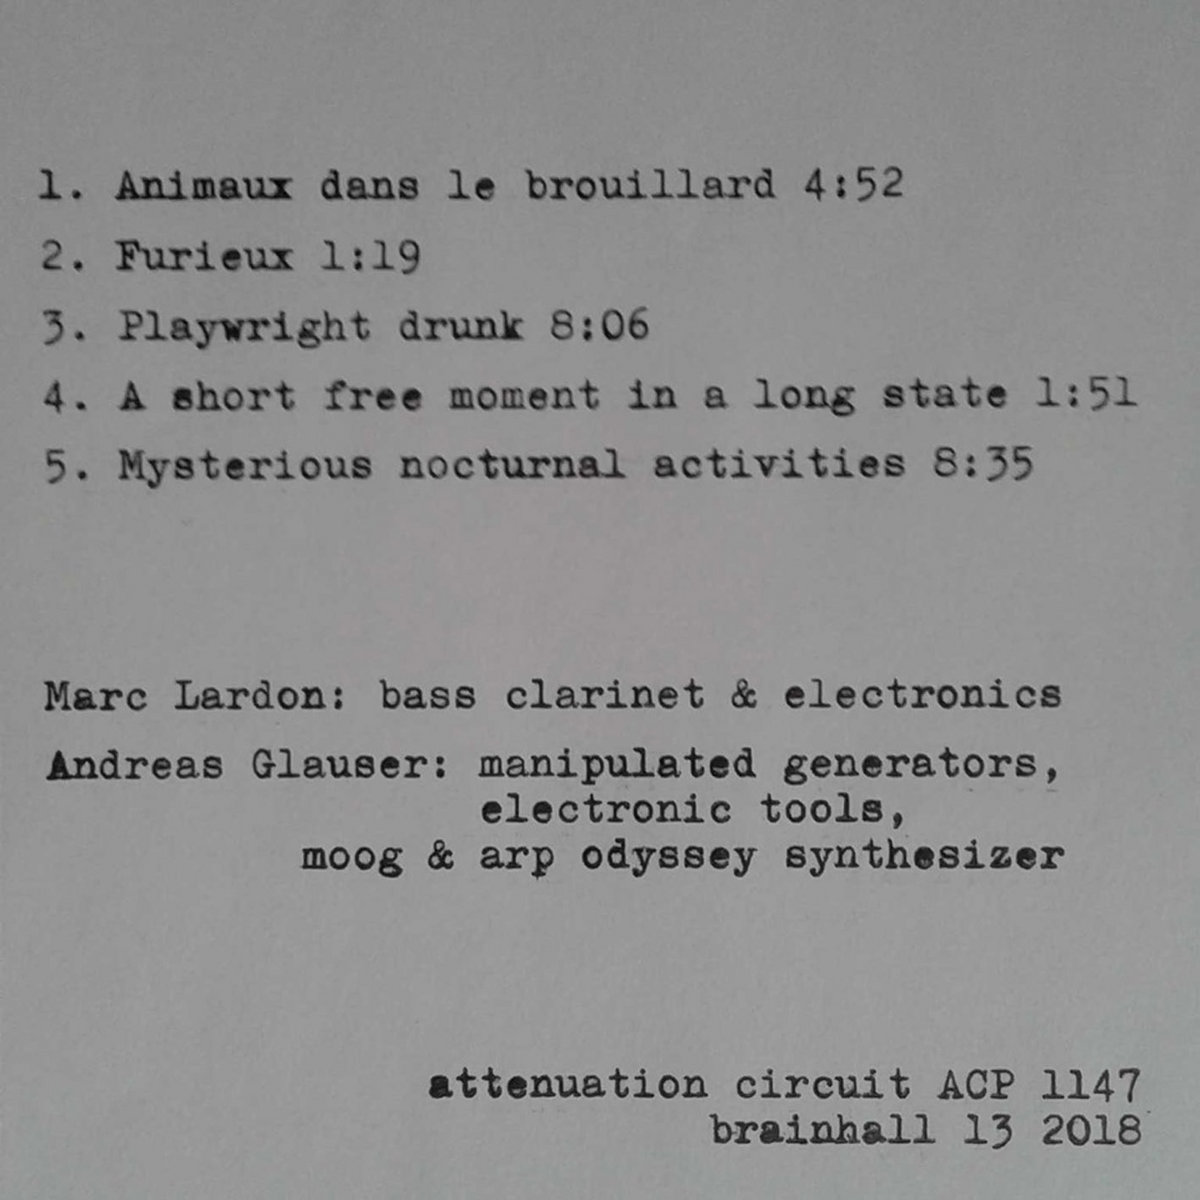 1. Animaux dans le brouillard 4:52
2. Furieux 1:19
3. Playwright drunk 8:06
4. A short free moment in a long state 1:51
5. Mysterious nocturnal activities 8:35
Marc Lardon: bass clarinet & electronics
Andreas Glauser: manipulated generators,
electronic tools,
moog & arp odyssey synthesizer
attenuation circuit ACP 1147
brainhall 13 2018